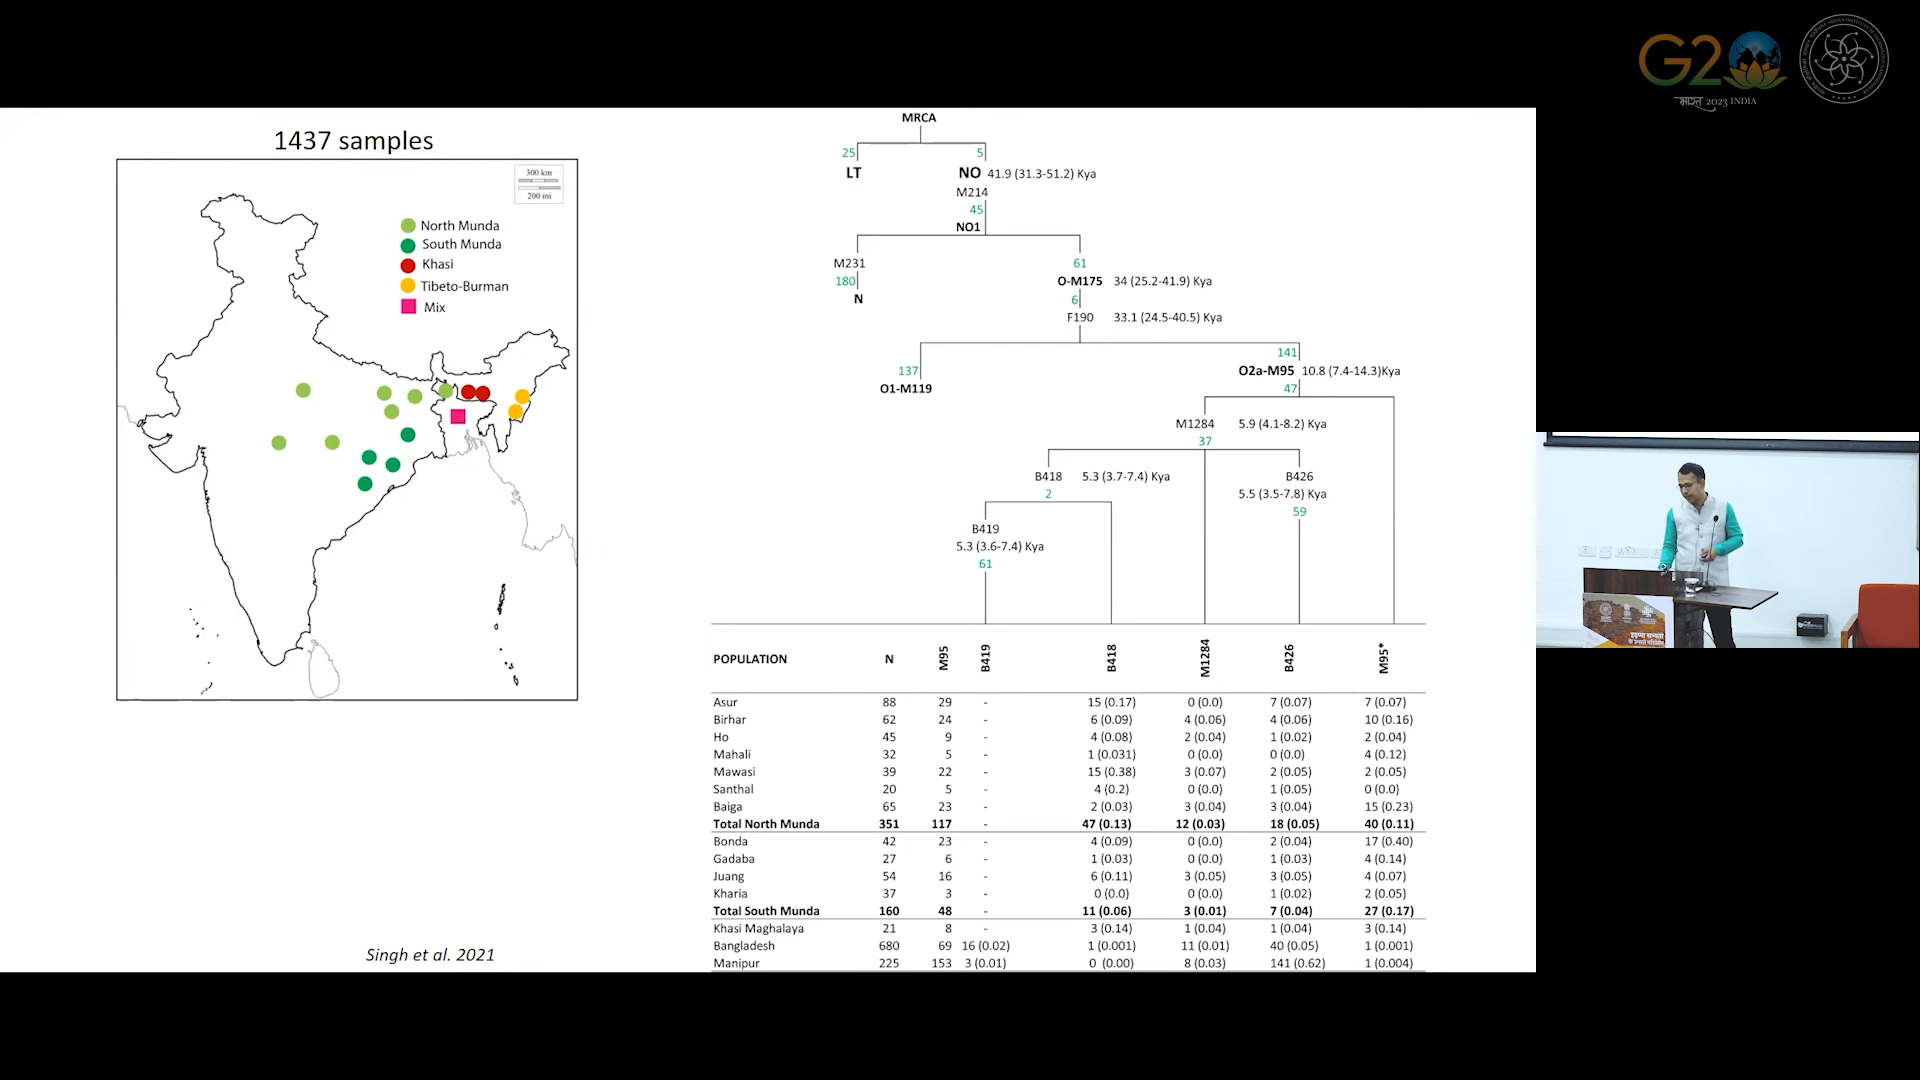 G20
भारत 2023 INDIA
1437 samples
300 km
200 mi
North Munda
South Munda
Khasi
Tibeto-Burman
Mix
Singh et al. 2021
MRCA
25
5
LT
NO 41.9 (31.3-51.2) Kya
M214
45
NO1
M231
61
180
O-M175 34 (25.2-41.9) Kya
N
6
F190 33.1 (24.5-40.5) Kya
141
137
O2a-M95 10.8 (7.4-14.3)Kya
O1-M119
47
M1284 5.9 (4.1-8.2) Kya
37
B418 5.3 (3.7-7.4) Kya
B426
2
5.5 (3.5-7.8) Kya
59
B419
5.3 (3.6-7.4) Kya
61
POPULATION N M95 B419 B418 M1284 B426 M95*
Asur 88 29 - 15 (0.17) 0 (0.0) 7 (0.07) 7 (0.07)
Birhar 62 24 - 6 (0.09) 4 (0.06) 4 (0.06) 10 (0.16)
Ho 45 9 - 4 (0.08) 2 (0.04) 1 (0.02) 2 (0.04)
Mahali 32 5 - 1 (0.031) 0 (0.0) 0 (0.0) 4 (0.12)
Mawasi 39 22 - 15 (0.38) 3 (0.07) 2 (0.05) 2 (0.05)
Santhal 20 5 - 4 (0.2) 0 (0.0) 1 (0.05) 0 (0.0)
Baiga 65 23 - 2 (0.03) 3 (0.04) 3 (0.04) 15 (0.23)
Total North Munda 351 117 - 47 (0.13) 12 (0.03) 18 (0.05) 40 (0.11)
Bonda 42 23 - 4 (0.09) 0 (0.0) 2 (0.04) 17 (0.40)
Gadaba 27 6 - 1 (0.03) 0 (0.0) 1 (0.03) 4 (0.14)
Juang 54 16 - 6 (0.11) 3 (0.05) 3 (0.05) 4 (0.07)
Kharia 37 3 - 0 (0.0) 0 (0.0) 1 (0.02) 2 (0.05)
Total South Munda 160 48 - 11 (0.06) 3 (0.01) 7 (0.04) 27 (0.17)
Khasi Maghalaya 21 8 - 3 (0.14) 1 (0.04) 1 (0.04) 3 (0.14)
Bangladesh 680 69 16 (0.02) 1 (0.001) 11 (0.01) 40 (0.05) 1 (0.001)
Manipur 225 153 3 (0.01) 0 (0.00) 8 (0.03) 141 (0.62) 1 (0.004)
हड़प्पा सभ्यता